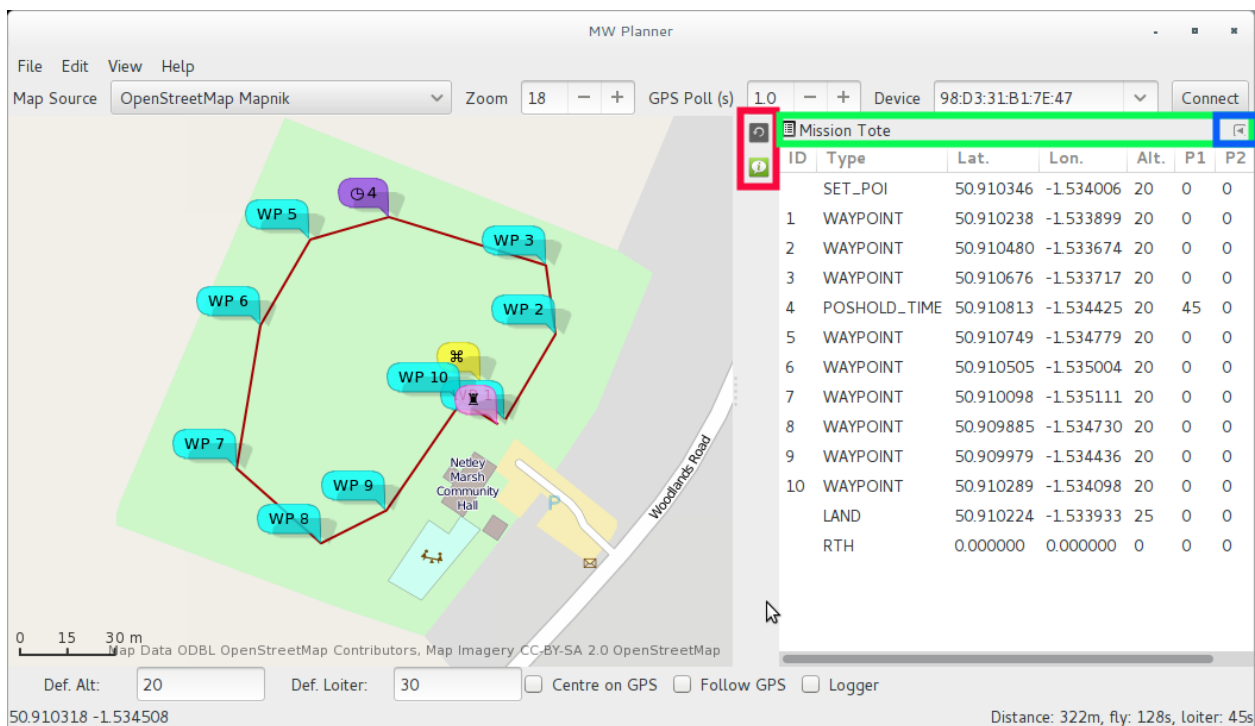 MW Planner
File Edit View Help
Map Source OpenStreetMap Mapnik Zoom 18 − + GPS Poll (s) 1.0 − + Device 98:D3:31:B1:7E:47 Connect
Mission Tote
ID Type Lat. Lon. Alt. P1 P2
SET_POI 50.910346 -1.534006 20 0 0
1 WAYPOINT 50.910238 -1.533899 20 0 0
2 WAYPOINT 50.910480 -1.533674 20 0 0
3 WAYPOINT 50.910676 -1.533717 20 0 0
4 POSHOLD_TIME 50.910813 -1.534425 20 45 0
5 WAYPOINT 50.910749 -1.534779 20 0 0
6 WAYPOINT 50.910505 -1.535004 20 0 0
7 WAYPOINT 50.910098 -1.535111 20 0 0
8 WAYPOINT 50.909885 -1.534730 20 0 0
9 WAYPOINT 50.909979 -1.534436 20 0 0
10 WAYPOINT 50.910289 -1.534098 20 0 0
LAND 50.910224 -1.533933 25 0 0
RTH 0.000000 0.000000 0 0 0
4
WP 5
WP 3
WP 6
WP 2
WP 10
WP 7
WP 9
WP 8
Netley
Marsh
Community
Hall
P
Woodlands Road
0 15 30 m
Map Data ODBL OpenStreetMap Contributors, Map Imagery CC-BY-SA 2.0 OpenStreetMap
Def. Alt: 20 Def. Loiter: 30 Centre on GPS Follow GPS Logger
50.910318 -1.534508 Distance: 322m, fly: 128s, loiter: 45s